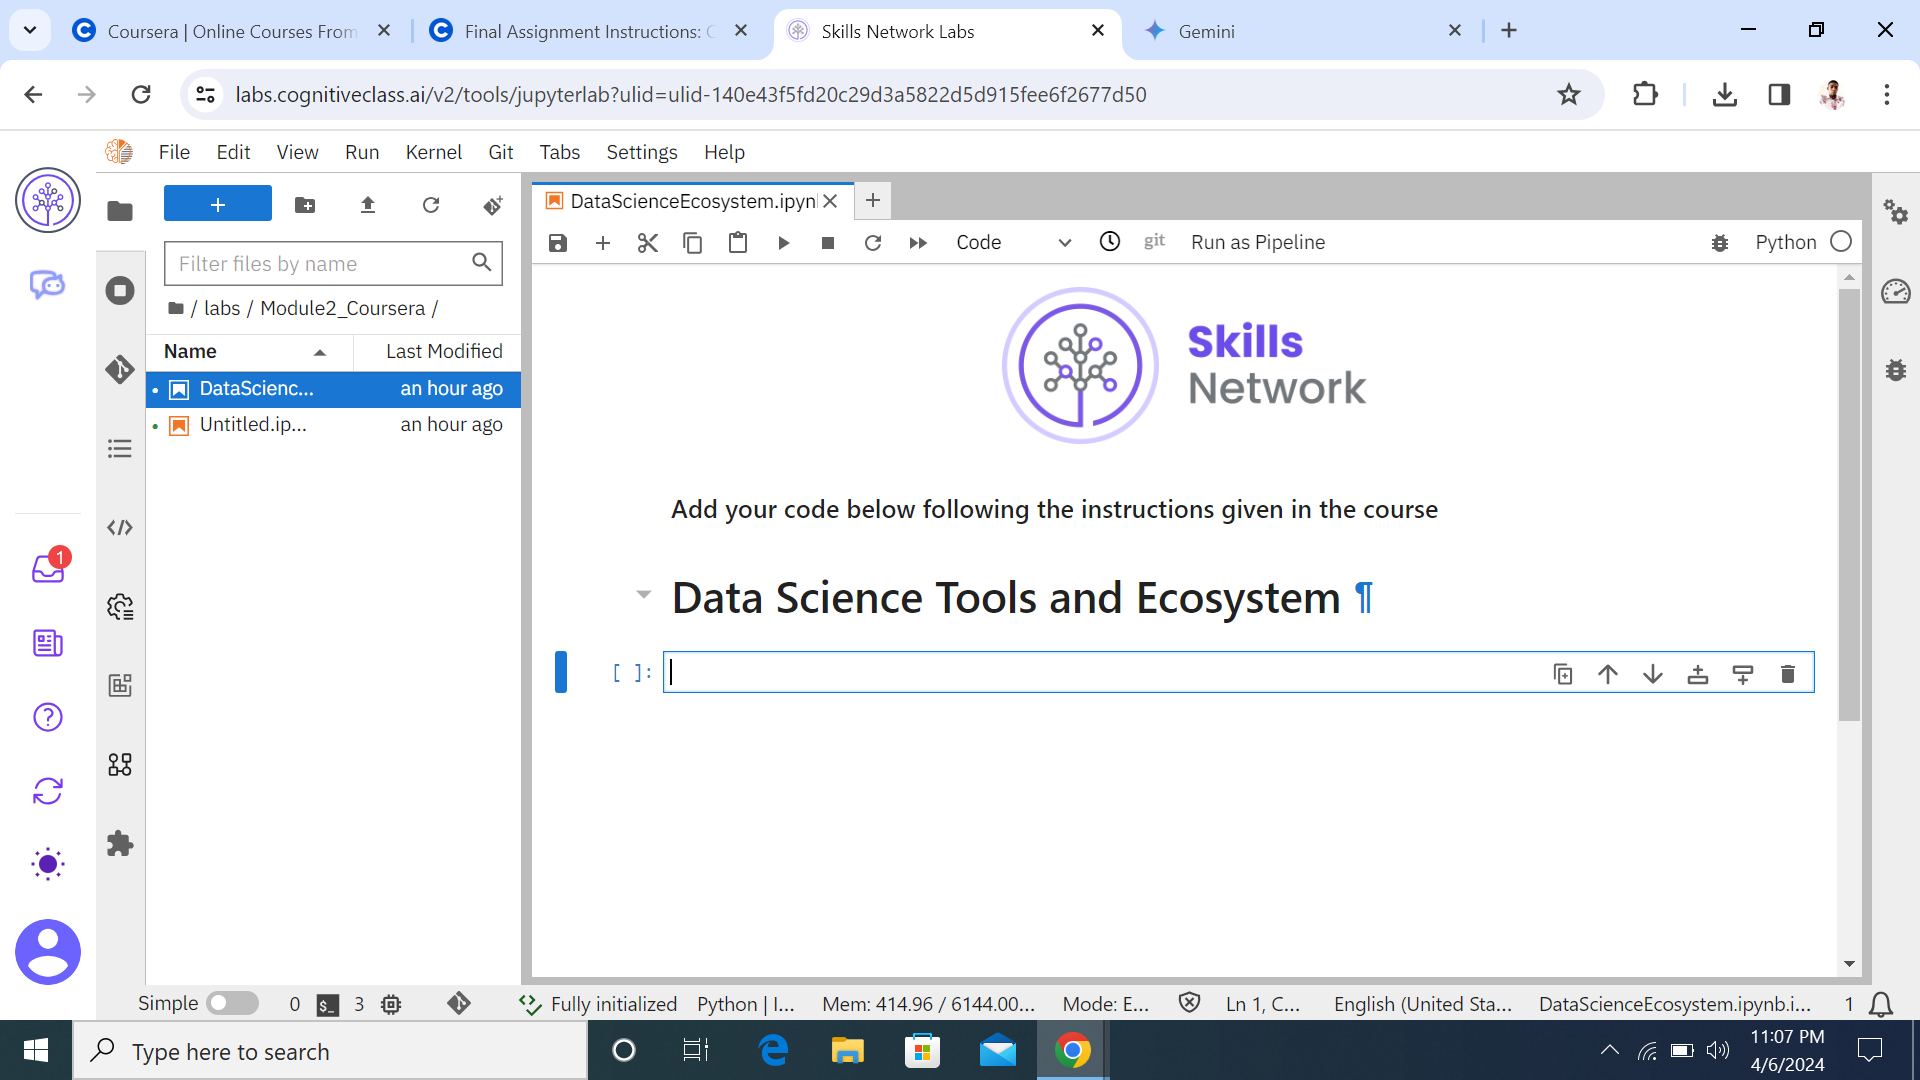 Coursera | Online Courses From
Final Assignment Instructions: C
Skills Network Labs
Gemini
labs.cognitiveclass.ai/v2/tools/jupyterlab?ulid=ulid-140e43f5fd20c29d3a5822d5d915fee6f2677d50
File Edit View Run Kernel Git Tabs Settings Help
DataScienceEcosystem.ipyn
Code
git
Run as Pipeline
Python
Filter files by name
/ labs / Module2_Coursera /
Name Last Modified
DataScienc... an hour ago
Untitled.ip... an hour ago
Skills
Network
Add your code below following the instructions given in the course
Data Science Tools and Ecosystem ¶
[ ]:
1
Simple 0 $_ 3 Fully initialized Python | I... Mem: 414.96 / 6144.00... Mode: E... Ln 1, C... English (United Sta... DataScienceEcosystem.ipynb.i... 1
Type here to search
11:07 PM
4/6/2024